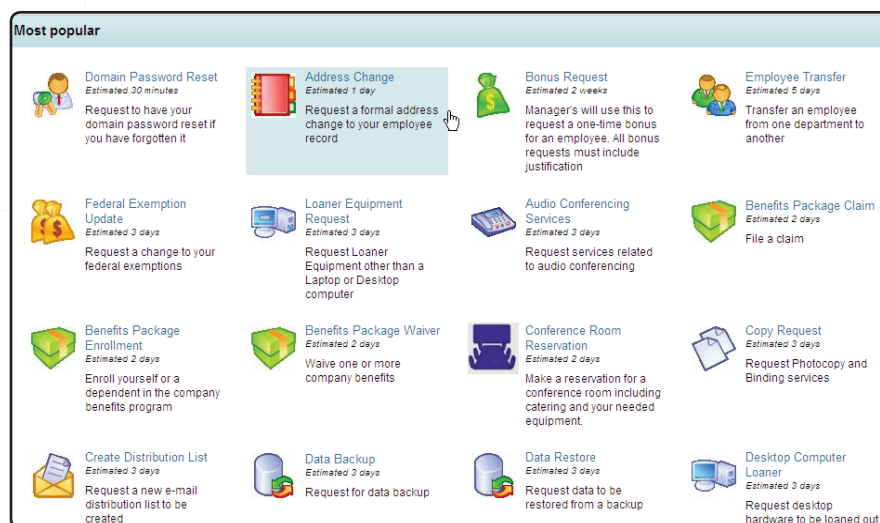 Most popular
Domain Password Reset
Estimated 30 minutes
Request to have your
domain password reset if
you have forgotten it
Address Change
Estimated 1 day
Request a formal address
change to your employee
record
Bonus Request
Estimated 2 weeks
Manager's will use this to
request a one-time bonus
for an employee. All bonus
requests must include
justification
Employee Transfer
Estimated 5 days
Transfer an employee
from one department to
another
Federal Exemption
Update
Estimated 3 days
Request a change to your
federal exemptions
Loaner Equipment
Request
Estimated 3 days
Request Loaner
Equipment other than a
Laptop or Desktop
computer
Audio Conferencing
Services
Estimated 3 days
Request services related
to audio conferencing
Benefits Package Claim
Estimated 2 days
File a claim
Benefits Package
Enrollment
Estimated 2 days
Enroll yourself or a
dependent in the company
benefits program
Benefits Package Waiver
Estimated 2 days
Waive one or more
company benefits
Conference Room
Reservation
Estimated 2 days
Make a reservation for a
conference room including
catering and your needed
equipment.
Copy Request
Estimated 3 days
Request Photocopy and
Binding services
Create Distribution List
Estimated 3 days
Request a new e-mail
distribution list to be
created
Data Backup
Estimated 3 days
Request for data backup
Data Restore
Estimated 3 days
Request data to be
restored from a backup
Desktop Computer
Loaner
Estimated 3 days
Request desktop
hardware to be loaned out